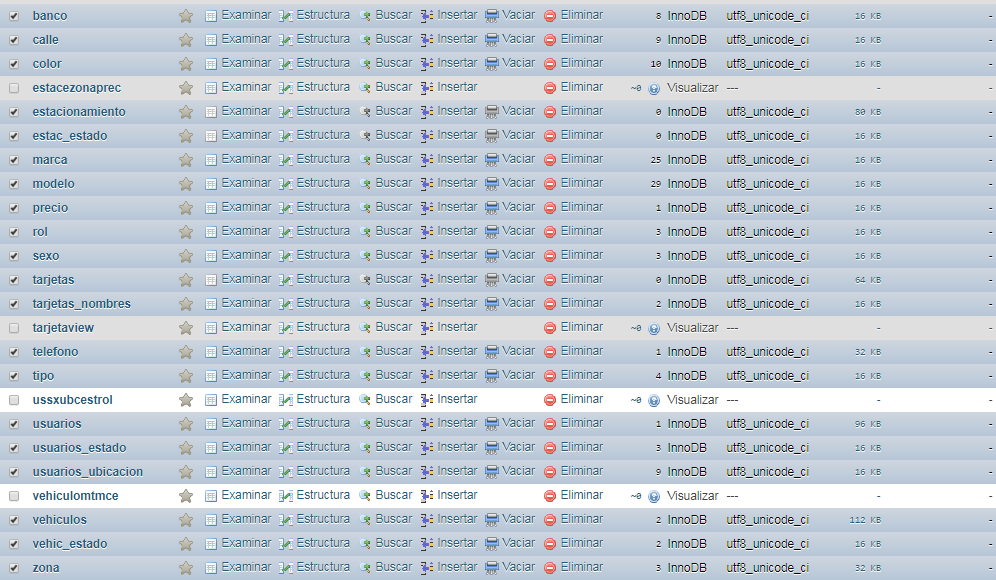 banco Examinar Estructura Buscar Insertar Vaciar Eliminar 8 InnoDB utf8_unicode_ci 16 KB -
calle Examinar Estructura Buscar Insertar Vaciar Eliminar 9 InnoDB utf8_unicode_ci 16 KB -
color Examinar Estructura Buscar Insertar Vaciar Eliminar 10 InnoDB utf8_unicode_ci 16 KB -
estacezonaprec Examinar Estructura Buscar Insertar Eliminar ~0 Visualizar --- - -
estacionamiento Examinar Estructura Buscar Insertar Vaciar Eliminar 0 InnoDB utf8_unicode_ci 80 KB -
estac_estado Examinar Estructura Buscar Insertar Vaciar Eliminar 0 InnoDB utf8_unicode_ci 16 KB -
marca Examinar Estructura Buscar Insertar Vaciar Eliminar 25 InnoDB utf8_unicode_ci 16 KB -
modelo Examinar Estructura Buscar Insertar Vaciar Eliminar 29 InnoDB utf8_unicode_ci 16 KB -
precio Examinar Estructura Buscar Insertar Vaciar Eliminar 1 InnoDB utf8_unicode_ci 16 KB -
rol Examinar Estructura Buscar Insertar Vaciar Eliminar 3 InnoDB utf8_unicode_ci 16 KB -
sexo Examinar Estructura Buscar Insertar Vaciar Eliminar 3 InnoDB utf8_unicode_ci 16 KB -
tarjetas Examinar Estructura Buscar Insertar Vaciar Eliminar 0 InnoDB utf8_unicode_ci 64 KB -
tarjetas_nombres Examinar Estructura Buscar Insertar Vaciar Eliminar 2 InnoDB utf8_unicode_ci 16 KB -
tarjetaview Examinar Estructura Buscar Insertar Eliminar ~0 Visualizar --- - -
telefono Examinar Estructura Buscar Insertar Vaciar Eliminar 1 InnoDB utf8_unicode_ci 32 KB -
tipo Examinar Estructura Buscar Insertar Vaciar Eliminar 4 InnoDB utf8_unicode_ci 16 KB -
ussxubcestrol Examinar Estructura Buscar Insertar Eliminar ~0 Visualizar --- - -
usuarios Examinar Estructura Buscar Insertar Vaciar Eliminar 1 InnoDB utf8_unicode_ci 96 KB -
usuarios_estado Examinar Estructura Buscar Insertar Vaciar Eliminar 3 InnoDB utf8_unicode_ci 16 KB -
usuarios_ubicacion Examinar Estructura Buscar Insertar Vaciar Eliminar 9 InnoDB utf8_unicode_ci 16 KB -
vehiculomtmce Examinar Estructura Buscar Insertar Eliminar ~0 Visualizar --- - -
vehiculos Examinar Estructura Buscar Insertar Vaciar Eliminar 2 InnoDB utf8_unicode_ci 112 KB -
vehic_estado Examinar Estructura Buscar Insertar Vaciar Eliminar 2 InnoDB utf8_unicode_ci 16 KB -
zona Examinar Estructura Buscar Insertar Vaciar Eliminar 3 InnoDB utf8_unicode_ci 32 KB -